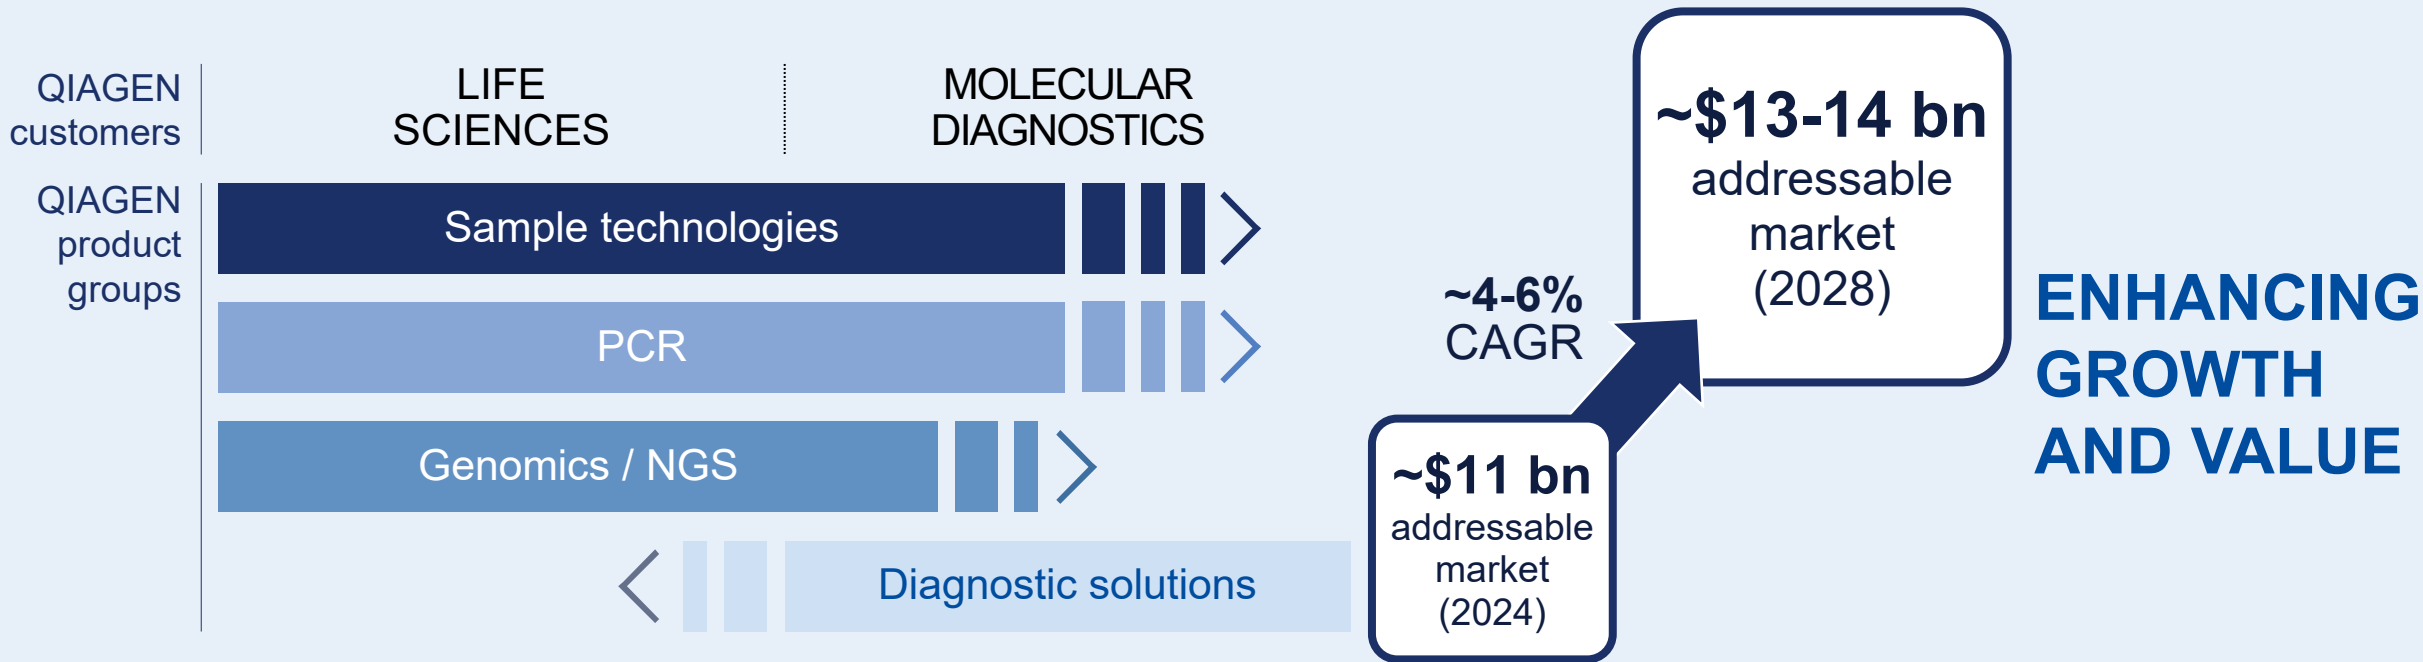 QIAGEN
customers
LIFE
SCIENCES
MOLECULAR
DIAGNOSTICS
QIAGEN
product
groups
Sample technologies
PCR
Genomics / NGS
Diagnostic solutions
~$11 bn
addressable
market
(2024)
~4-6%
CAGR
~$13-14 bn
addressable
market
(2028)
ENHANCING
GROWTH
AND VALUE